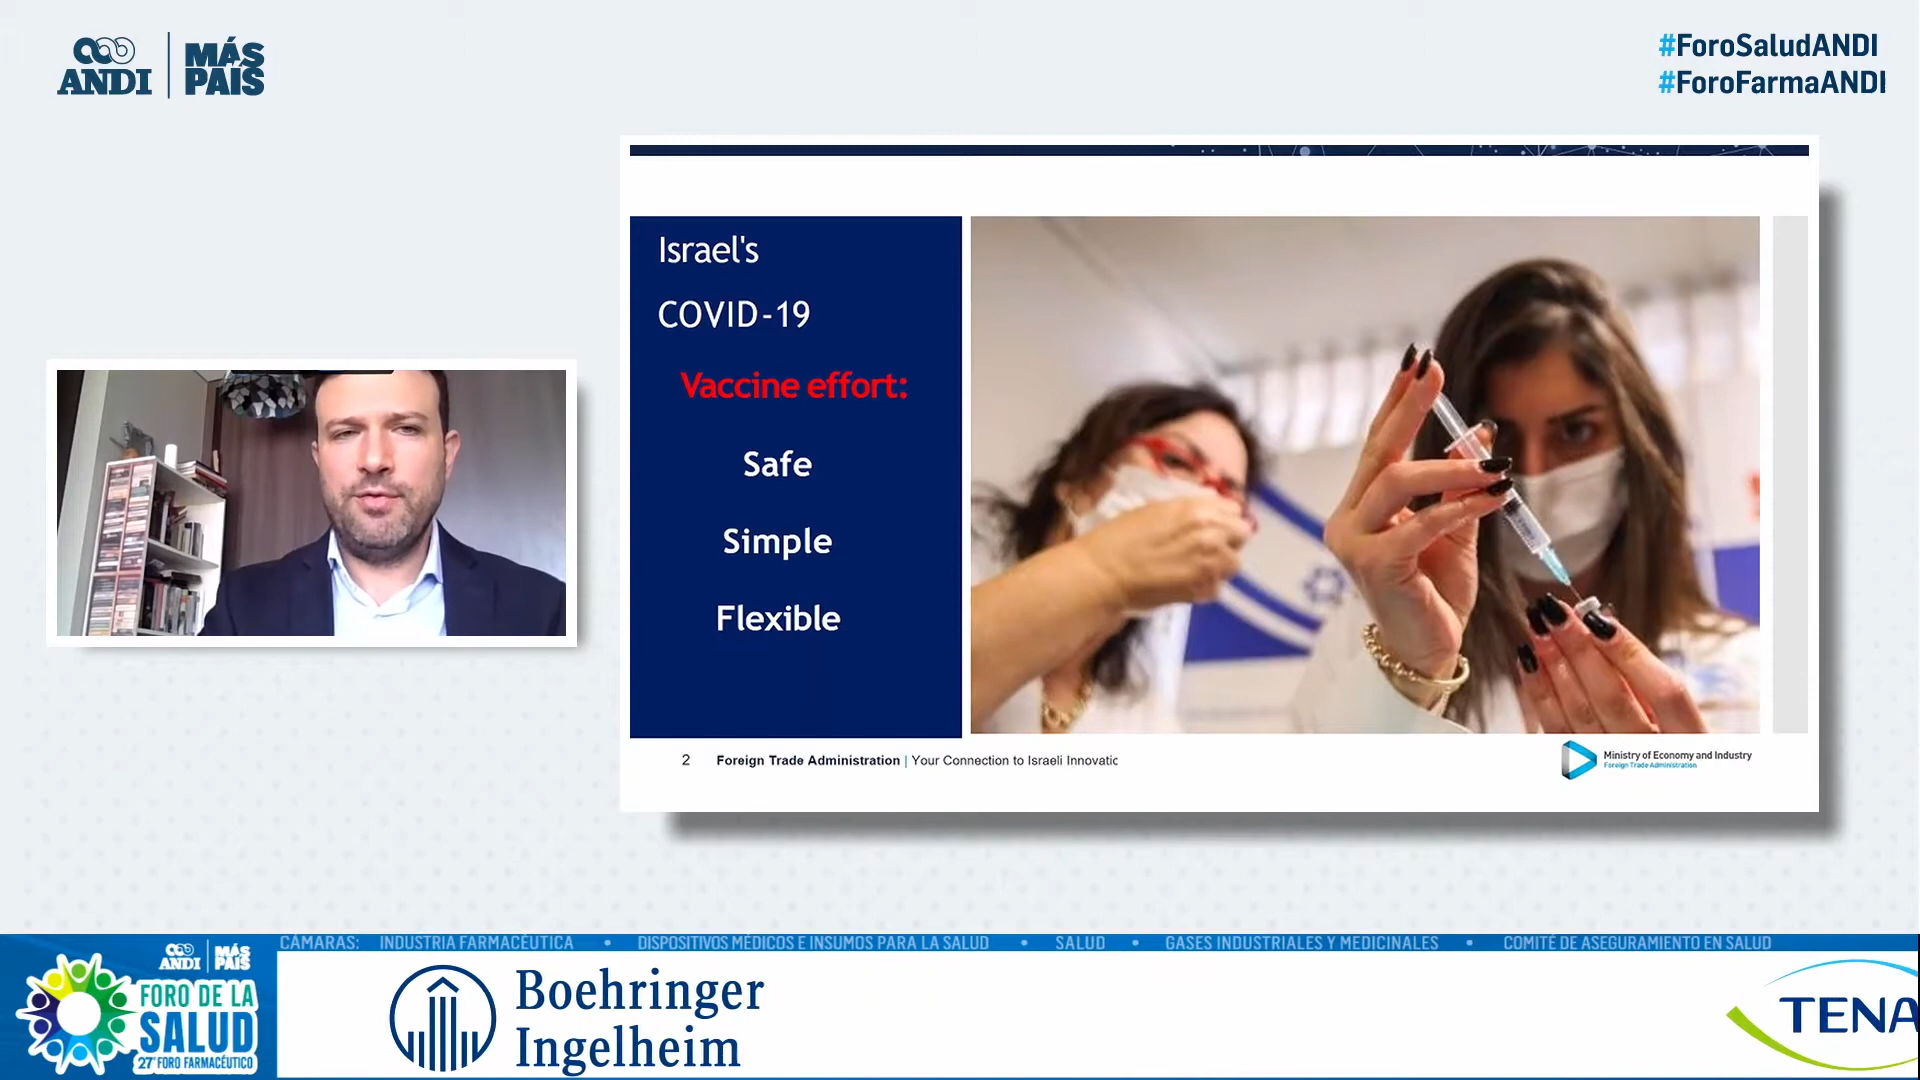 ANDI
MÁS
PAÍS
#ForoSaludANDI
#ForoFarmaANDI
Israel's
COVID-19
Vaccine effort:
Safe
Simple
Flexible
2 Foreign Trade Administration | Your Connection to Israeli Innovatic
Ministry of Economy and Industry
Foreign Trade Administration
ANDI MÁS
PAÍS
FORO DE LA
SALUD
27° FORO FARMACÉUTICO
CÁMARAS: INDUSTRIA FARMACÉUTICA • DISPOSITIVOS MÉDICOS E INSUMOS PARA LA SALUD • SALUD • GASES INDUSTRIALES Y MEDICINALES • COMITÉ DE ASEGURAMIENTO EN SALUD
Boehringer
Ingelheim
TENA